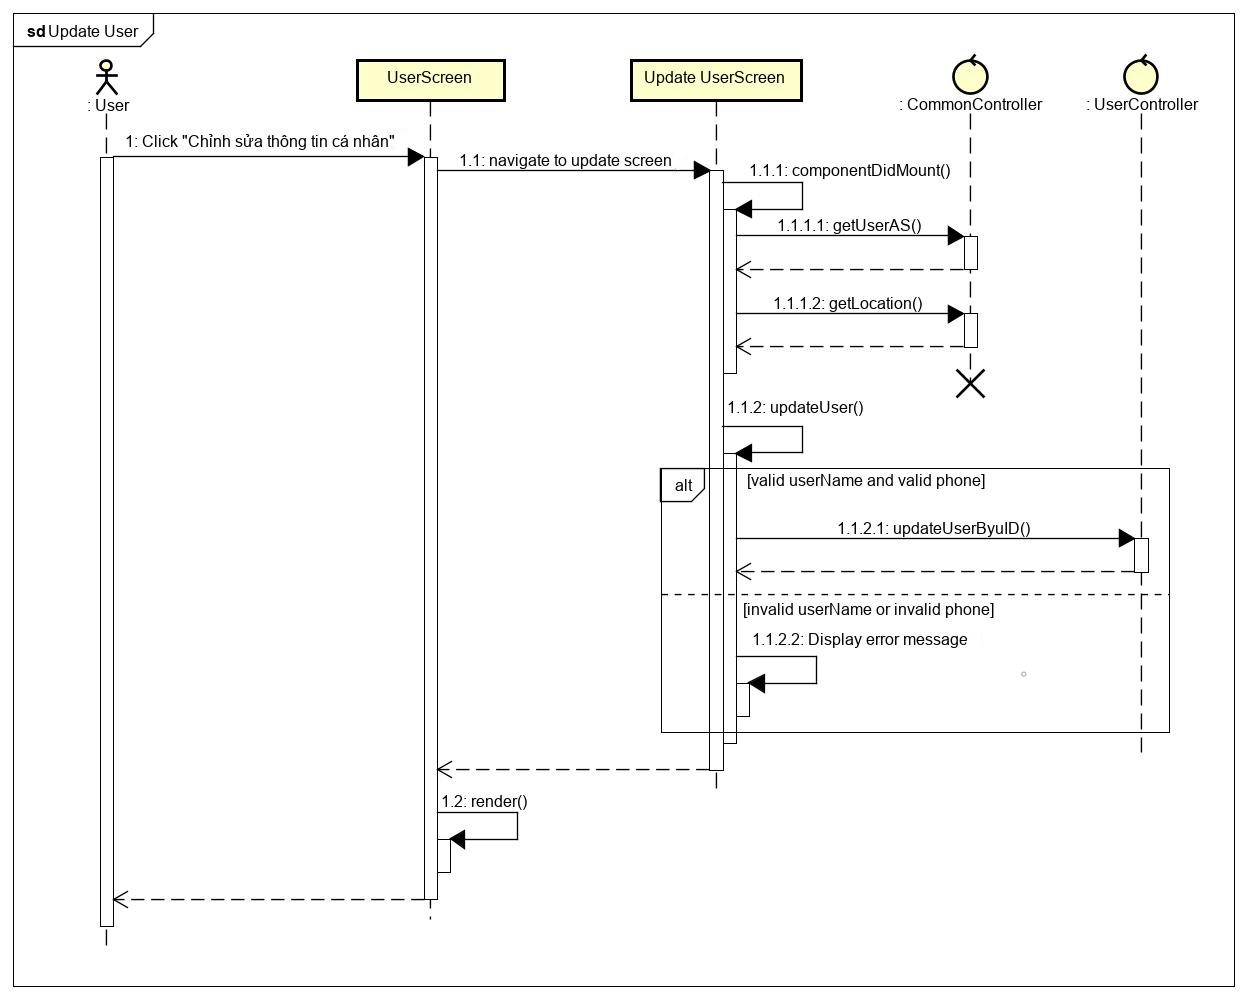 sd Update User
: User
UserScreen
Update UserScreen
: CommonController
: UserController
1: Click "Chỉnh sửa thông tin cá nhân"
1.1: navigate to update screen
1.1.1: componentDidMount()
1.1.1.1: getUserAS()
1.1.1.2: getLocation()
1.1.2: updateUser()
alt
[valid userName and valid phone]
1.1.2.1: updateUserByuID()
[invalid userName or invalid phone]
1.1.2.2: Display error message
1.2: render()